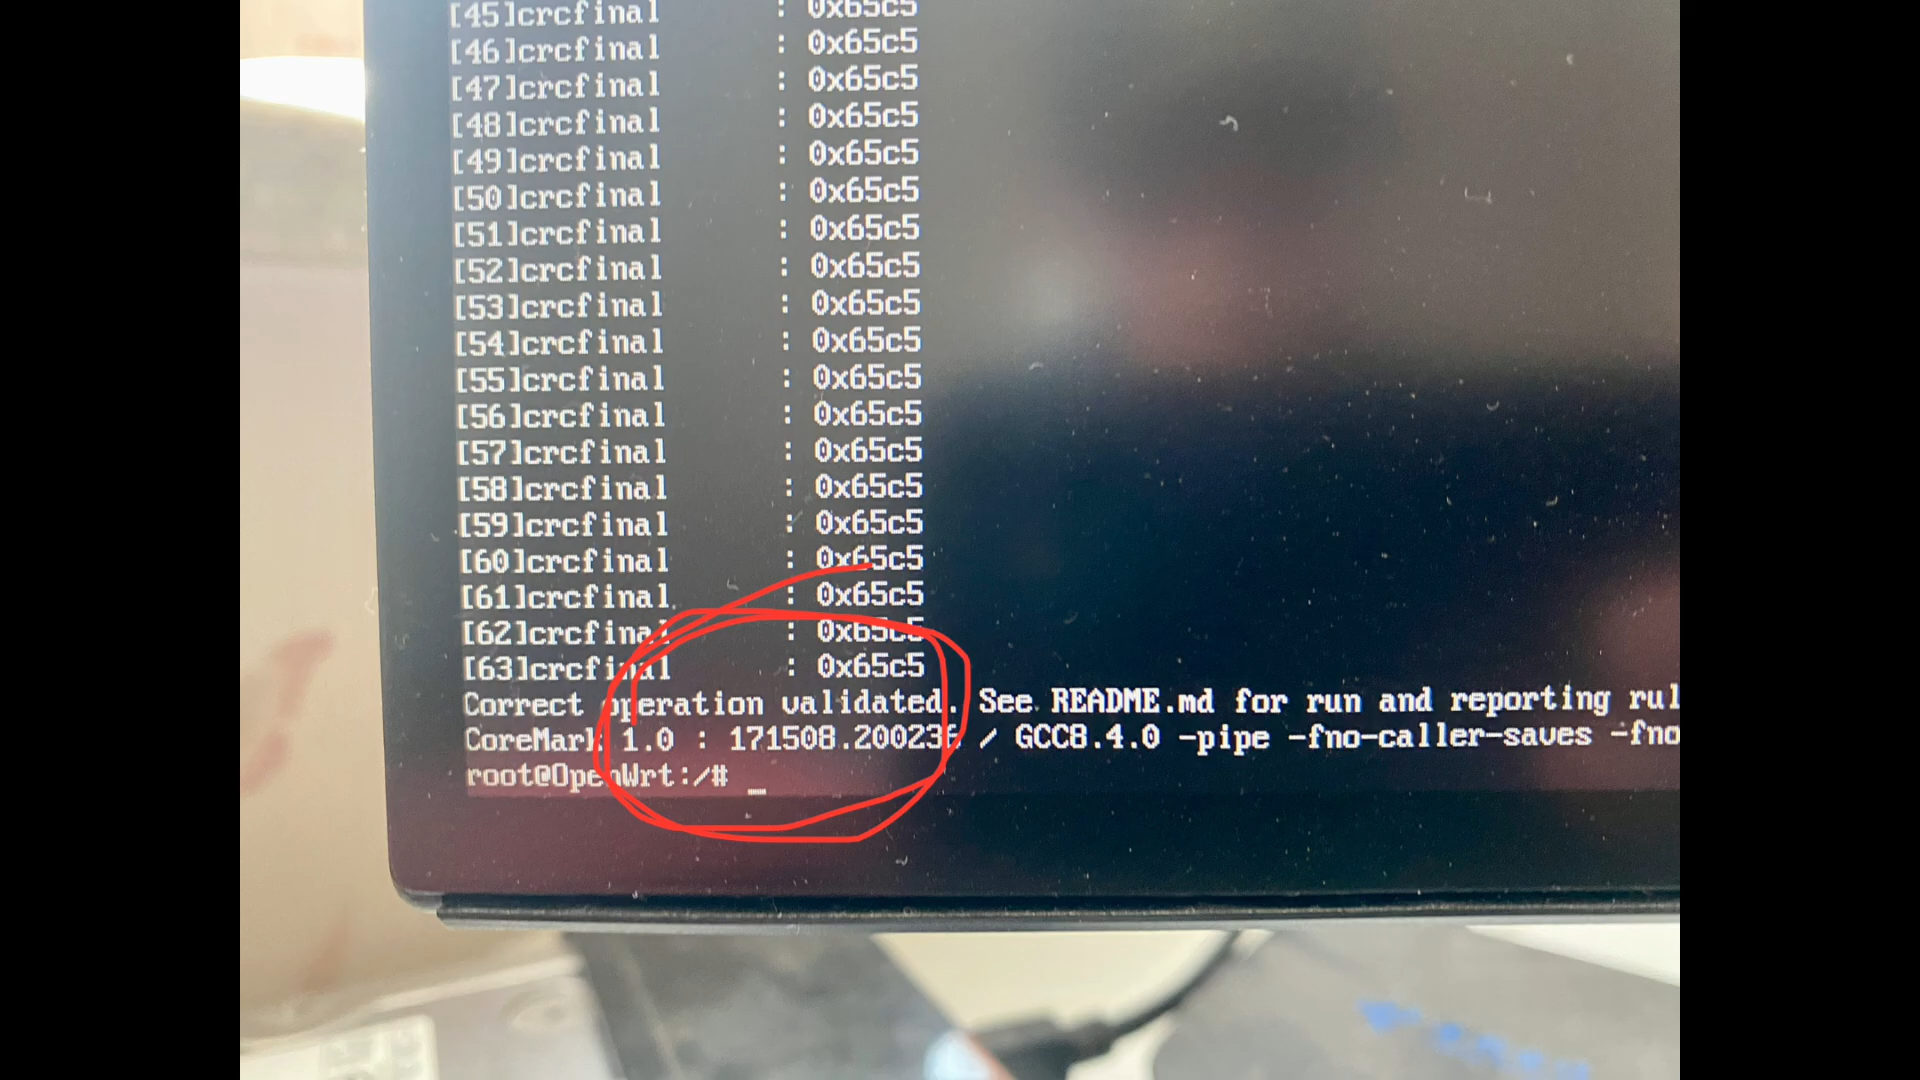 [45]crcfinal : 0x65c5
[46]crcfinal : 0x65c5
[47]crcfinal : 0x65c5
[48]crcfinal : 0x65c5
[49]crcfinal : 0x65c5
[50]crcfinal : 0x65c5
[51]crcfinal : 0x65c5
[52]crcfinal : 0x65c5
[53]crcfinal : 0x65c5
[54]crcfinal : 0x65c5
[55]crcfinal : 0x65c5
[56]crcfinal : 0x65c5
[57]crcfinal : 0x65c5
[58]crcfinal : 0x65c5
[59]crcfinal : 0x65c5
[60]crcfinal : 0x65c5
[61]crcfinal : 0x65c5
[62]crcfinal : 0x65c5
[63]crcfinal : 0x65c5
Correct operation validated. See README.md for run and reporting rul
CoreMark 1.0 : 171508.200236 / GCC8.4.0 -pipe -fno-caller-saves -fno
root@OpenWrt:/# _